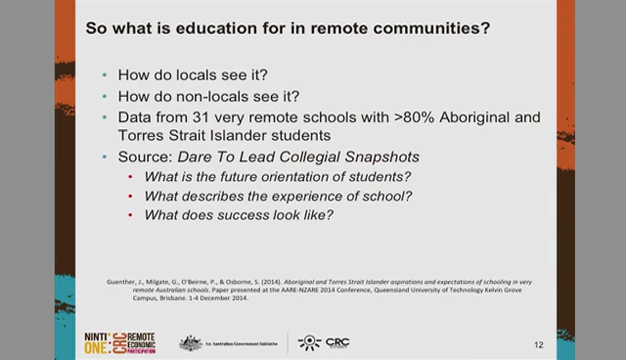 So what is education for in remote communities?
• How do locals see it?
• How do non-locals see it?
• Data from 31 very remote schools with >80% Aboriginal and
Torres Strait Islander students
• Source: Dare To Lead Collegial Snapshots
• What is the future orientation of students?
• What describes the experience of school?
• What does success look like?
Guenther, J., Milgate, G., O'Beirne, P., & Osborne, S. (2014). Aboriginal and Torres Strait Islander aspirations and expectations of schooling in very
remote Australian schools. Paper presented at the AARE-NZARE 2014 Conference, Queensland University of Technology Kelvin Grove
Campus, Brisbane. 1-4 December 2014.
NINTI
ONE
CRC
REMOTE
ECONOMIC
PARTICIPATION
An Australian Government Initiative
CRC
12